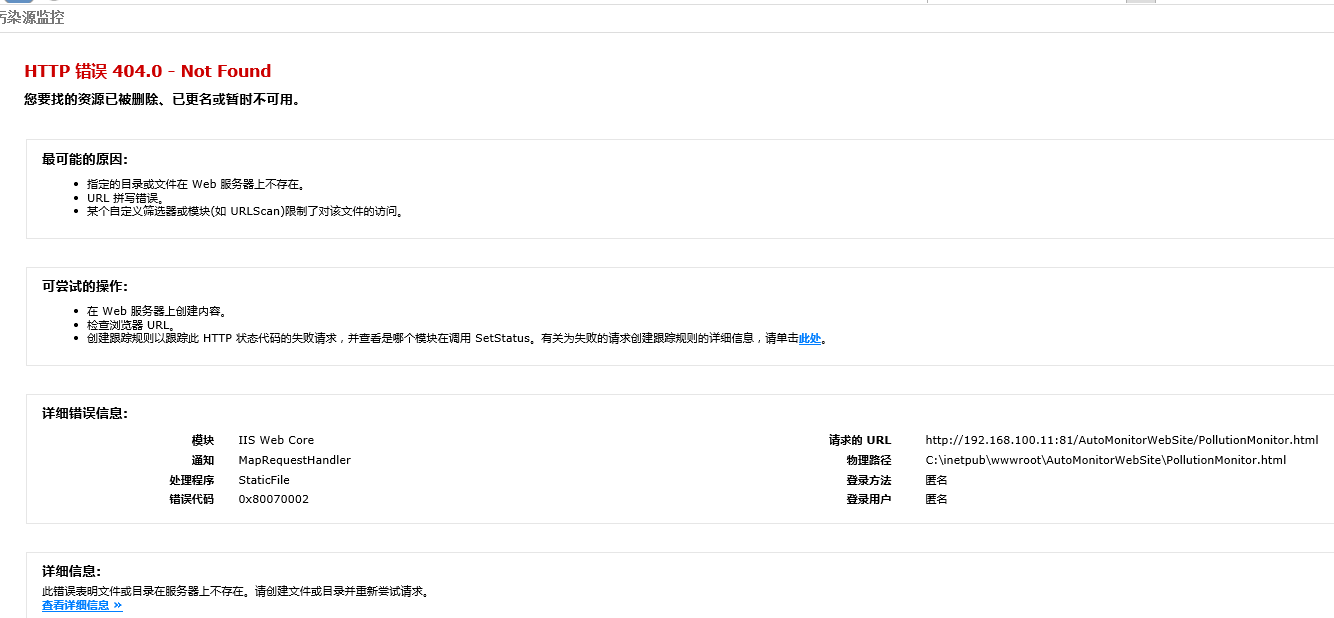 污染源监控
HTTP 错误 404.0 - Not Found
您要找的资源已被删除、已更名或暂时不可用。
最可能的原因:
• 指定的目录或文件在 Web 服务器上不存在。
• URL 拼写错误。
• 某个自定义筛选器或模块(如 URLScan)限制了对该文件的访问。
可尝试的操作:
• 在 Web 服务器上创建内容。
• 检查浏览器 URL。
• 创建跟踪规则以跟踪此 HTTP 状态代码的失败请求，并查看是哪个模块在调用 SetStatus。有关为失败的请求创建跟踪规则的详细信息，请单击此处。
详细错误信息:
模块 IIS Web Core
通知 MapRequestHandler
处理程序 StaticFile
错误代码 0x80070002
请求的 URL http://192.168.100.11:81/AutoMonitorWebSite/PollutionMonitor.html
物理路径 C:\inetpub\wwwroot\AutoMonitorWebSite\PollutionMonitor.html
登录方法 匿名
登录用户 匿名
详细信息:
此错误表明文件或目录在服务器上不存在。请创建文件或目录并重新尝试请求。
查看详细信息 »